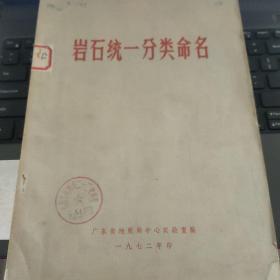 岩石统一分类命名
广东省地质局中心实验室编
一九七二年印